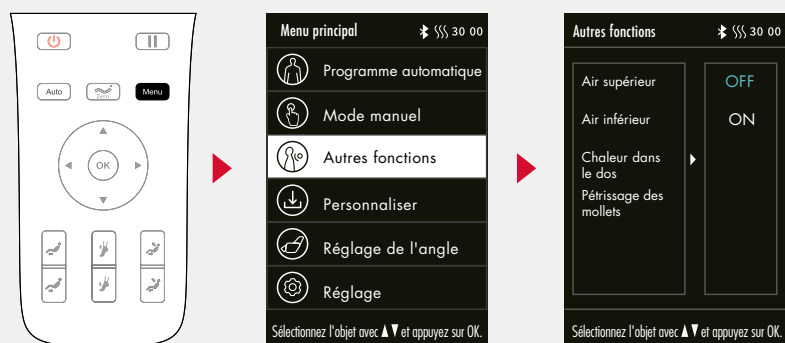 Auto
Zero
Menu
OK
Menu principal 30 00
Programme automatique
Mode manuel
Autres fonctions
Personnaliser
Réglage de l'angle
Réglage
Sélectionnez l'objet avec ▲▼ et appuyez sur OK.
Autres fonctions 30 00
Air supérieur
Air inférieur
Chaleur dans
le dos
Pétrissage des
mollets
OFF
ON
Sélectionnez l'objet avec ▲▼ et appuyez sur OK.